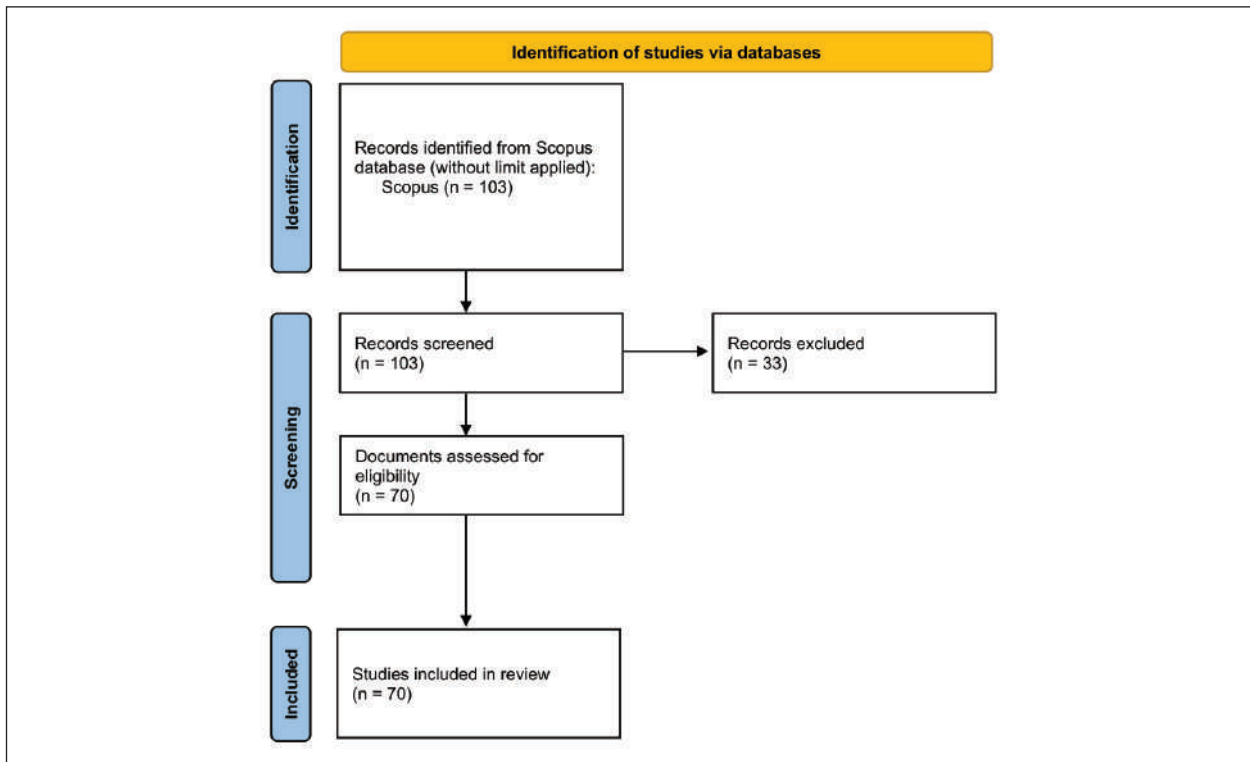 Identification of studies via databases
Identification
Records identified from Scopus
database (without limit applied):
Scopus (n = 103)
Screening
Records screened
(n = 103)
Records excluded
(n = 33)
Documents assessed for
eligibility
(n = 70)
Included
Studies included in review
(n = 70)